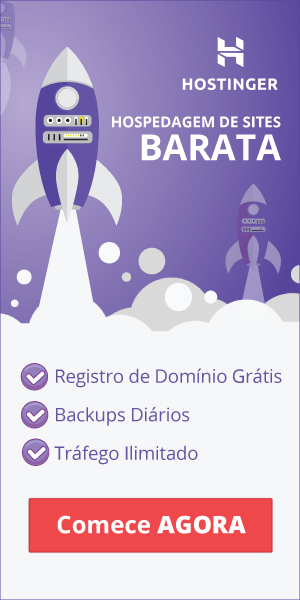 HOSTINGER
HOSPEDAGEM DE SITES
BARATA
Registro de Domínio Grátis
Backups Diários
Tráfego Ilimitado
Comece AGORA